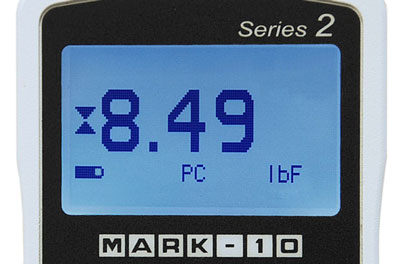 Series 2
8.49
PC lbF
MARK-10